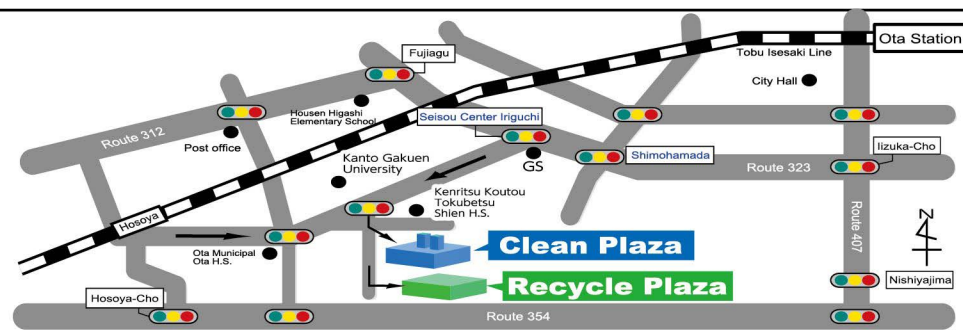 Ota Station
Tobu Isesaki Line
Fujiagu
City Hall
Housen Higashi
Elementary School
Seisou Center Iriguchi
Route 312
Post office
Iizuka-Cho
Shimohamada
GS
Route 323
Kanto Gakuen
University
Kenritsu Koutou
Tokubetsu
Shien H.S.
Hosoya
Route 407
N
Ota Municipal
Ota H.S.
Clean Plaza
Recycle Plaza
Nishiyajima
Hosoya-Cho
Route 354